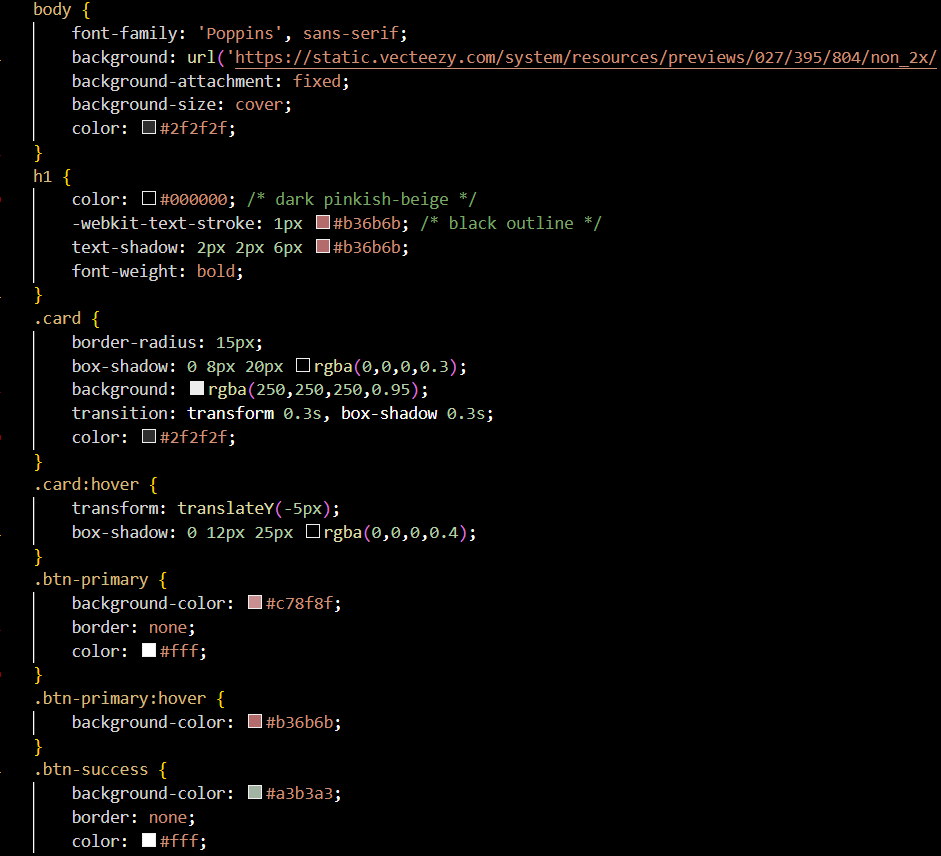 body {
    font-family: 'Poppins', sans-serif;
    background: url('https://static.vecteezy.com/system/resources/previews/027/395/804/non_2x/
    background-attachment: fixed;
    background-size: cover;
    color: #2f2f2f;
}
h1 {
    color: #000000; /* dark pinkish-beige */
    -webkit-text-stroke: 1px #b36b6b; /* black outline */
    text-shadow: 2px 2px 6px #b36b6b;
    font-weight: bold;
}
.card {
    border-radius: 15px;
    box-shadow: 0 8px 20px rgba(0,0,0,0.3);
    background: rgba(250,250,250,0.95);
    transition: transform 0.3s, box-shadow 0.3s;
    color: #2f2f2f;
}
.card:hover {
    transform: translateY(-5px);
    box-shadow: 0 12px 25px rgba(0,0,0,0.4);
}
.btn-primary {
    background-color: #c78f8f;
    border: none;
    color: #fff;
}
.btn-primary:hover {
    background-color: #b36b6b;
}
.btn-success {
    background-color: #a3b3a3;
    border: none;
    color: #fff;